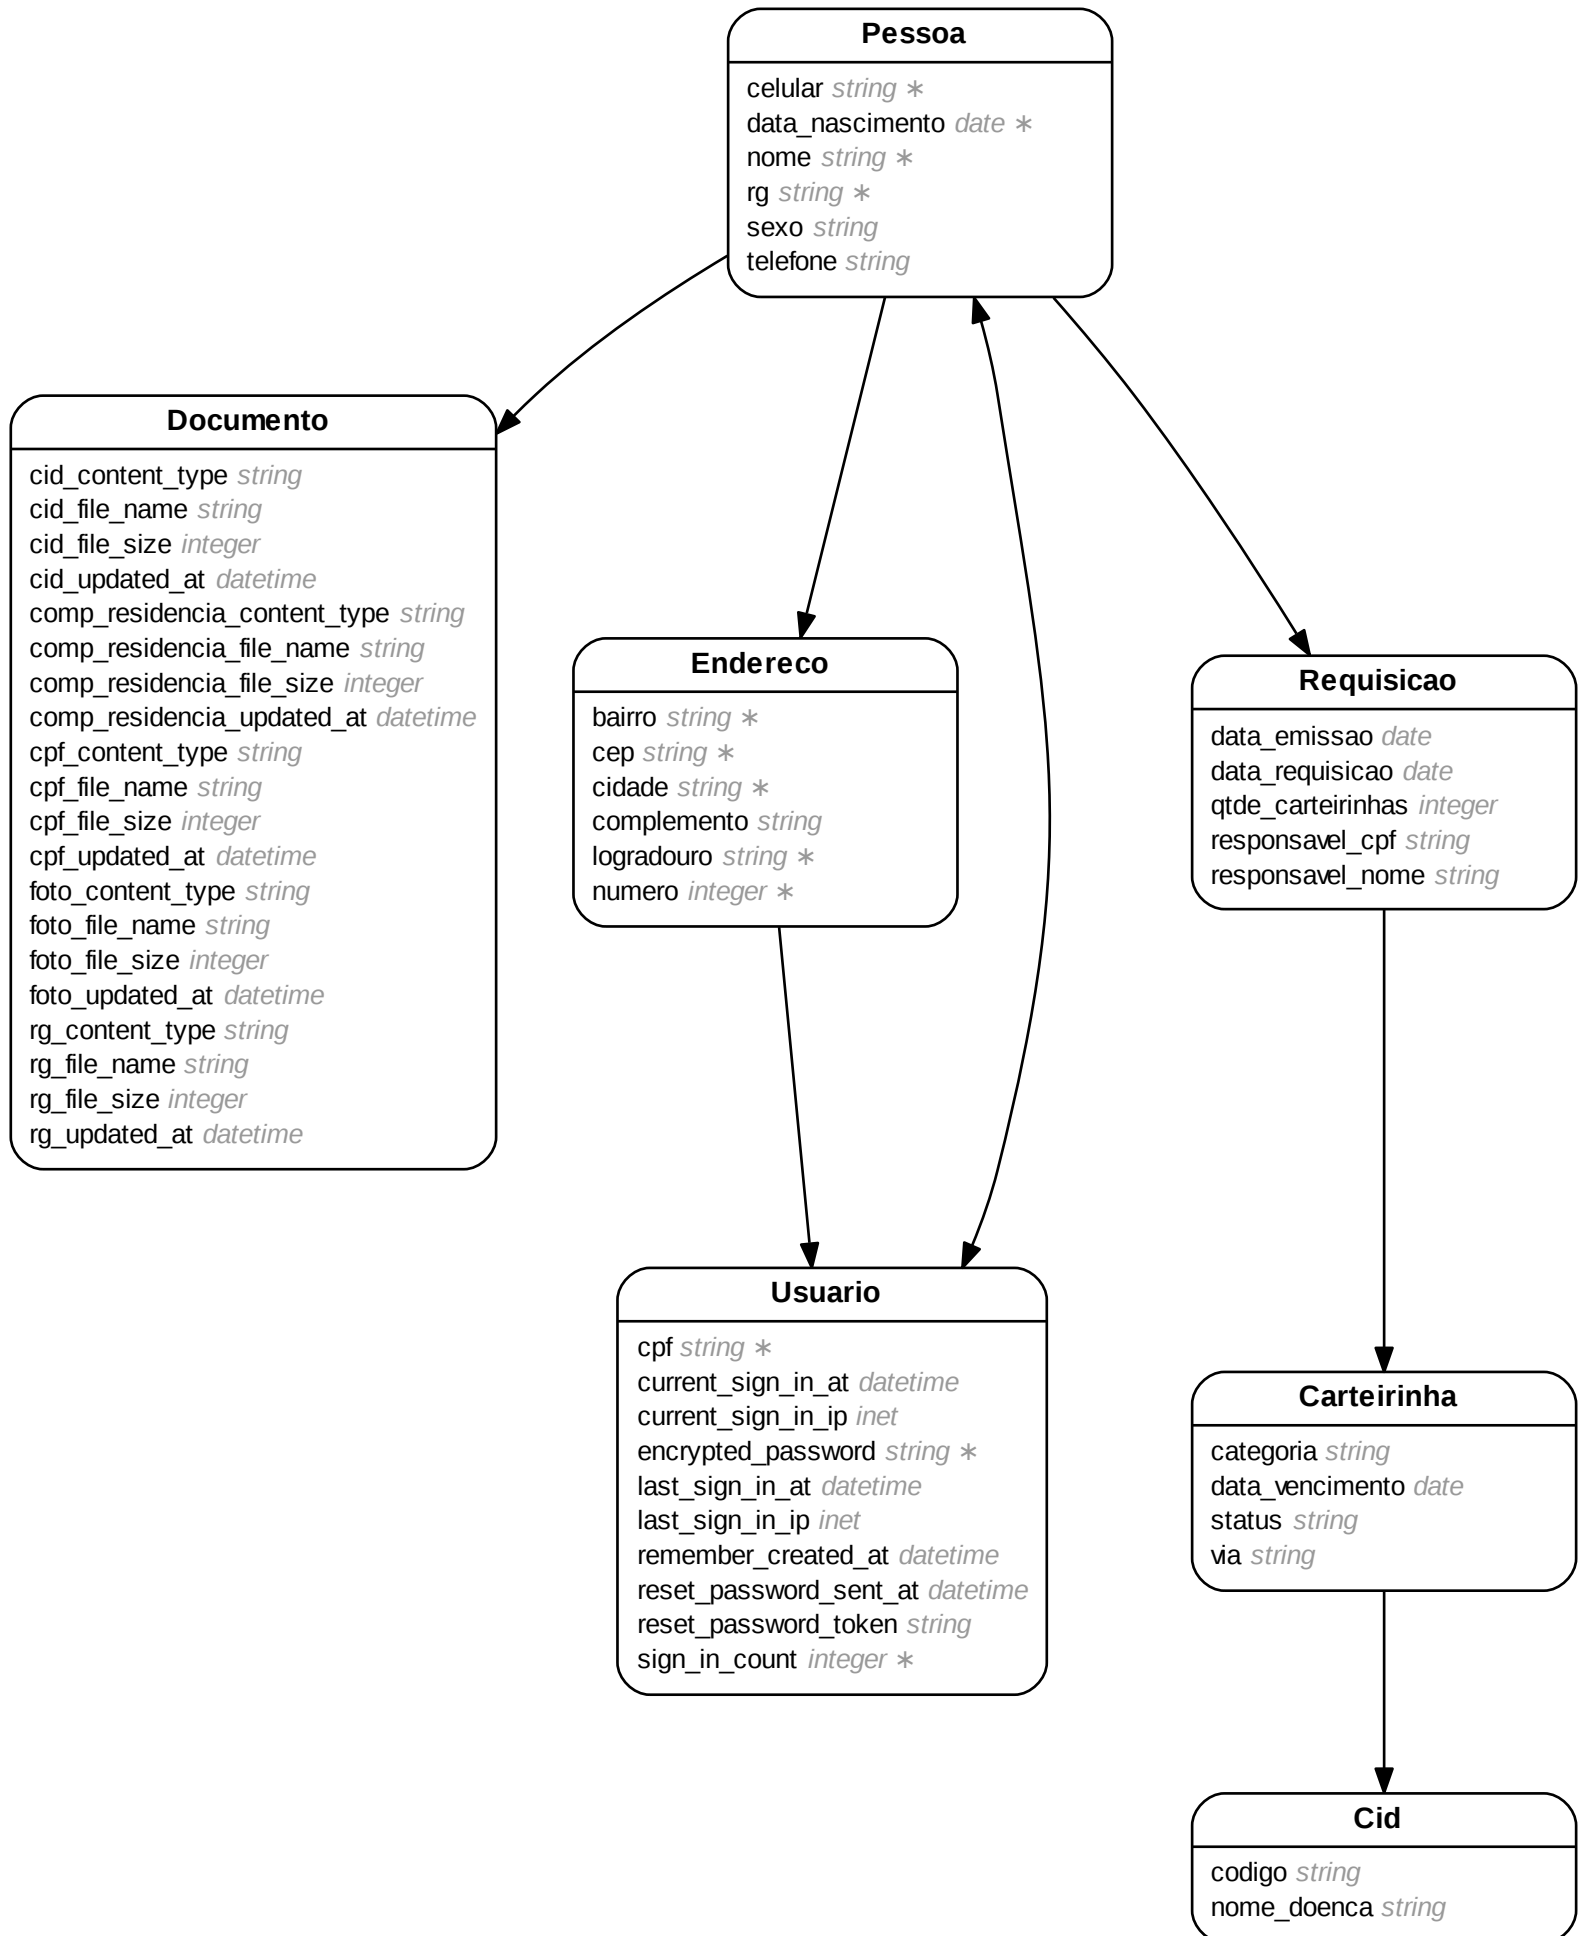 Pessoa
celular string ∗
data_nascimento date ∗
nome string ∗
rg string ∗
sexo string
telefone string
Documento
cid_content_type string
cid_file_name string
cid_file_size integer
cid_updated_at datetime
comp_residencia_content_type string
comp_residencia_file_name string
comp_residencia_file_size integer
comp_residencia_updated_at datetime
cpf_content_type string
cpf_file_name string
cpf_file_size integer
cpf_updated_at datetime
foto_content_type string
foto_file_name string
foto_file_size integer
foto_updated_at datetime
rg_content_type string
rg_file_name string
rg_file_size integer
rg_updated_at datetime
Endereco
bairro string ∗
cep string ∗
cidade string ∗
complemento string
logradouro string ∗
numero integer ∗
Requisicao
data_emissao date
data_requisicao date
qtde_carteirinhas integer
responsavel_cpf string
responsavel_nome string
Usuario
cpf string ∗
current_sign_in_at datetime
current_sign_in_ip inet
encrypted_password string ∗
last_sign_in_at datetime
last_sign_in_ip inet
remember_created_at datetime
reset_password_sent_at datetime
reset_password_token string
sign_in_count integer ∗
Carteirinha
categoria string
data_vencimento date
status string
via string
Cid
codigo string
nome_doenca string